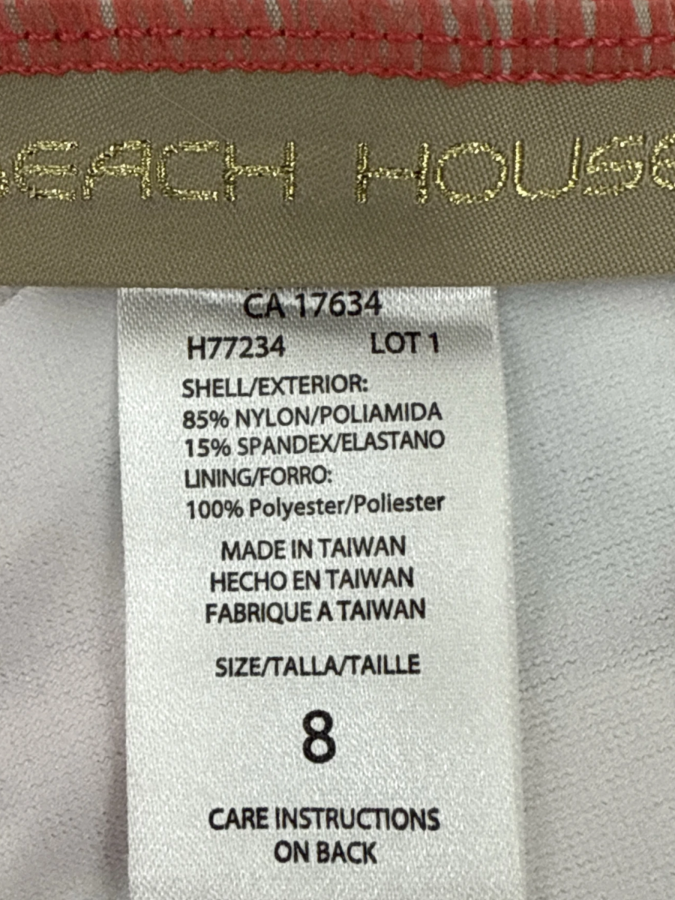 BEACH HOUSE
CA 17634
H77234 LOT 1
SHELL/EXTERIOR:
85% NYLON/POLIAMIDA
15% SPANDEX/ELASTANO
LINING/FORRO:
100% Polyester/Poliester
MADE IN TAIWAN
HECHO EN TAIWAN
FABRIQUE A TAIWAN
SIZE/TALLA/TAILLE
8
CARE INSTRUCTIONS
ON BACK